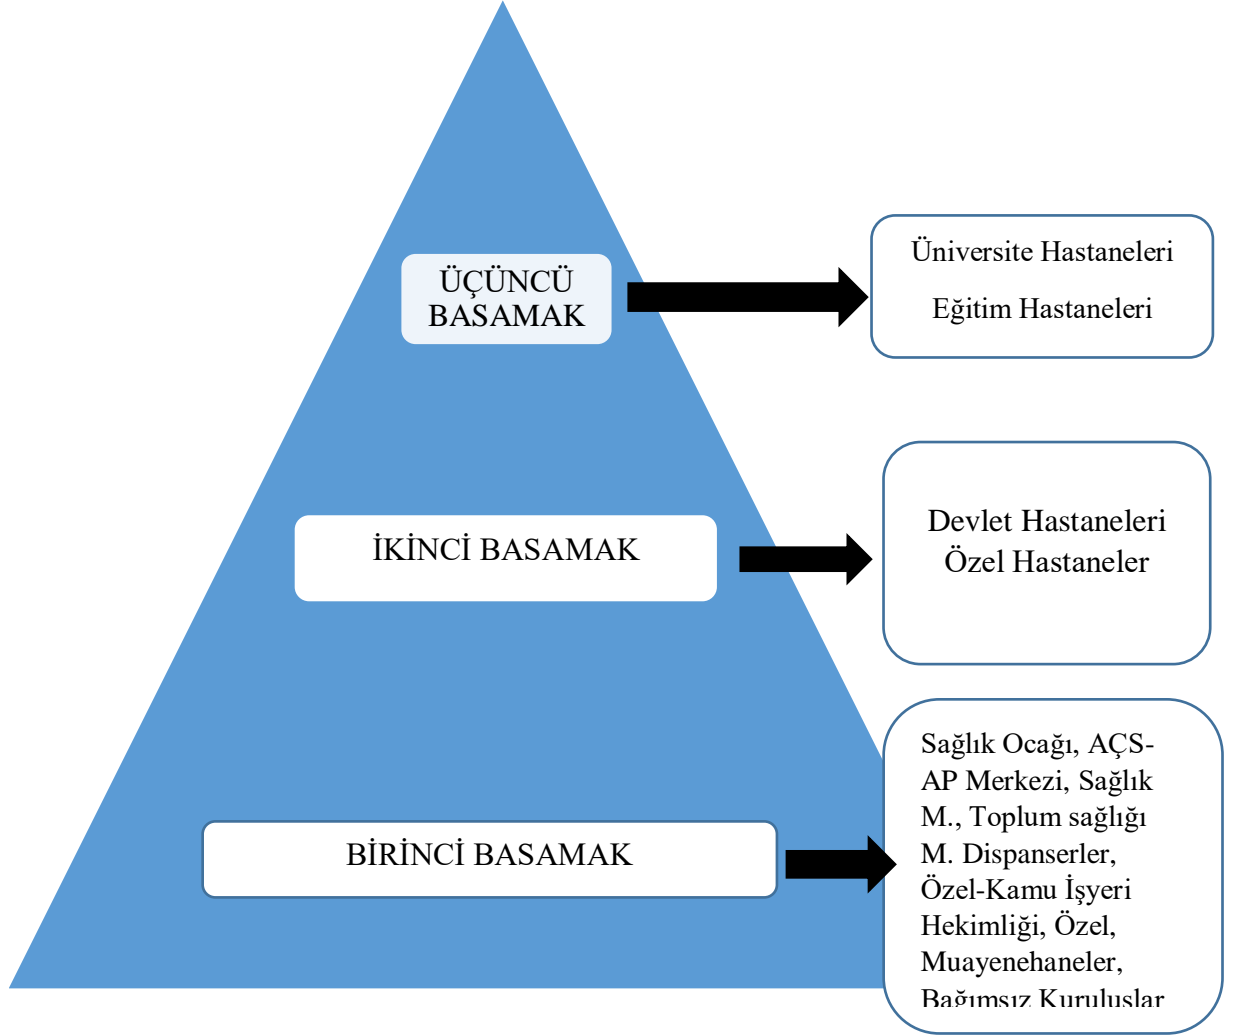 ÜÇÜNCÜ
BASAMAK
Üniversite Hastaneleri
Eğitim Hastaneleri
İKİNCİ BASAMAK
Devlet Hastaneleri
Özel Hastaneler
BİRİNCİ BASAMAK
Sağlık Ocağı, AÇS-
AP Merkezi, Sağlık
M., Toplum sağlığı
M. Dispanserler,
Özel-Kamu İşyeri
Hekimliği, Özel,
Muayenehaneler,
Bağımsız Kuruluşlar